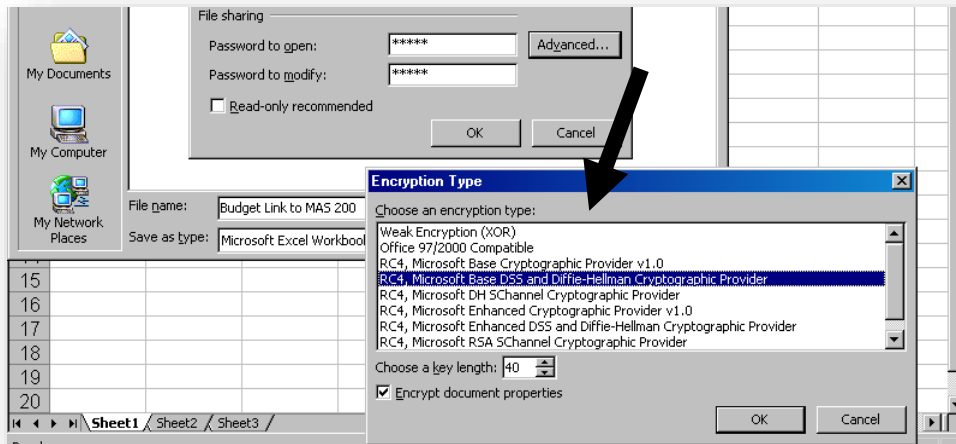 File sharing
Password to open: *****
Advanced...
Password to modify: *****
Read-only recommended
OK Cancel
My Documents
My Computer
My Network
Places
File name: Budget Link to MAS 200
Save as type: Microsoft Excel Workbook
Encryption Type
Choose an encryption type:
Weak Encryption (XOR)
Office 97/2000 Compatible
RC4, Microsoft Base Cryptographic Provider v1.0
RC4, Microsoft Base DSS and Diffie-Hellman Cryptographic Provider
RC4, Microsoft DH SChannel Cryptographic Provider
RC4, Microsoft Enhanced Cryptographic Provider v1.0
RC4, Microsoft Enhanced DSS and Diffie-Hellman Cryptographic Provider
RC4, Microsoft RSA SChannel Cryptographic Provider
Choose a key length: 40
Encrypt document properties
OK Cancel
15
16
17
18
19
20
Sheet1 Sheet2 Sheet3